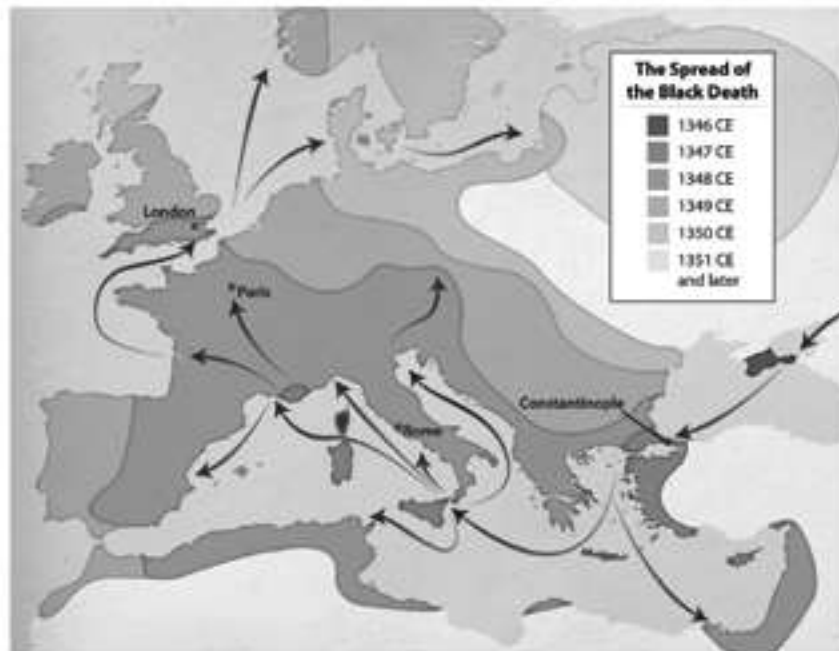 The Spread of
the Black Death
1346 CE
1347 CE
1348 CE
1349 CE
1350 CE
1351 CE
and later
London
Paris
Constantinople
Rome